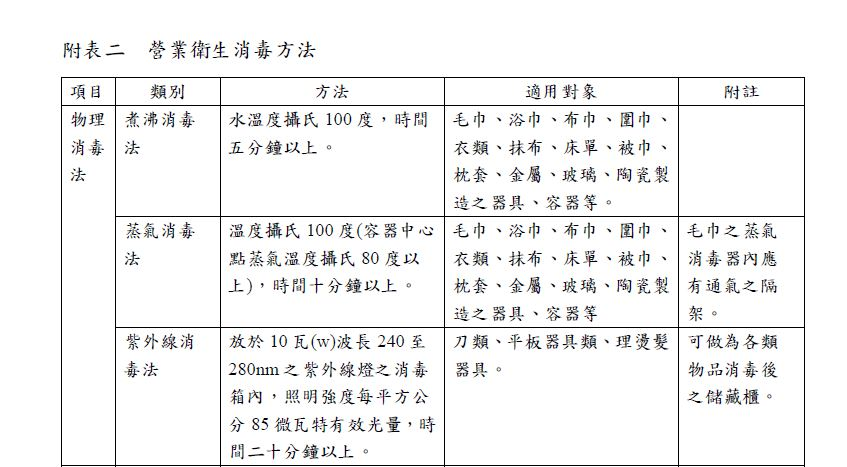 附表二 營業衛生消毒方法
項目 類別 方法 適用對象 附註
物理
消毒
法
煮沸消毒
法
水溫度攝氏 100 度，時間
五分鐘以上。
毛巾、浴巾、布巾、圍巾、
衣類、抹布、床單、被巾、
枕套、金屬、玻璃、陶瓷製
造之器具、容器等。
蒸氣消毒
法
溫度攝氏 100 度(容器中心
點蒸氣溫度攝氏 80 度以
上)，時間十分鐘以上。
毛巾、浴巾、布巾、圍巾、
衣類、抹布、床單、被巾、
枕套、金屬、玻璃、陶瓷製
造之器具、容器等
毛巾之蒸氣
消毒器內應
有通氣之隔
架。
紫外線消
毒法
放於 10 瓦(w)波長 240 至
280nm 之紫外線燈之消毒
箱內，照明強度每平方公
分 85 微瓦特有效光量，時
間二十分鐘以上。
刀類、平板器具類、理燙髮
器具。
可做為各類
物品消毒後
之儲藏櫃。